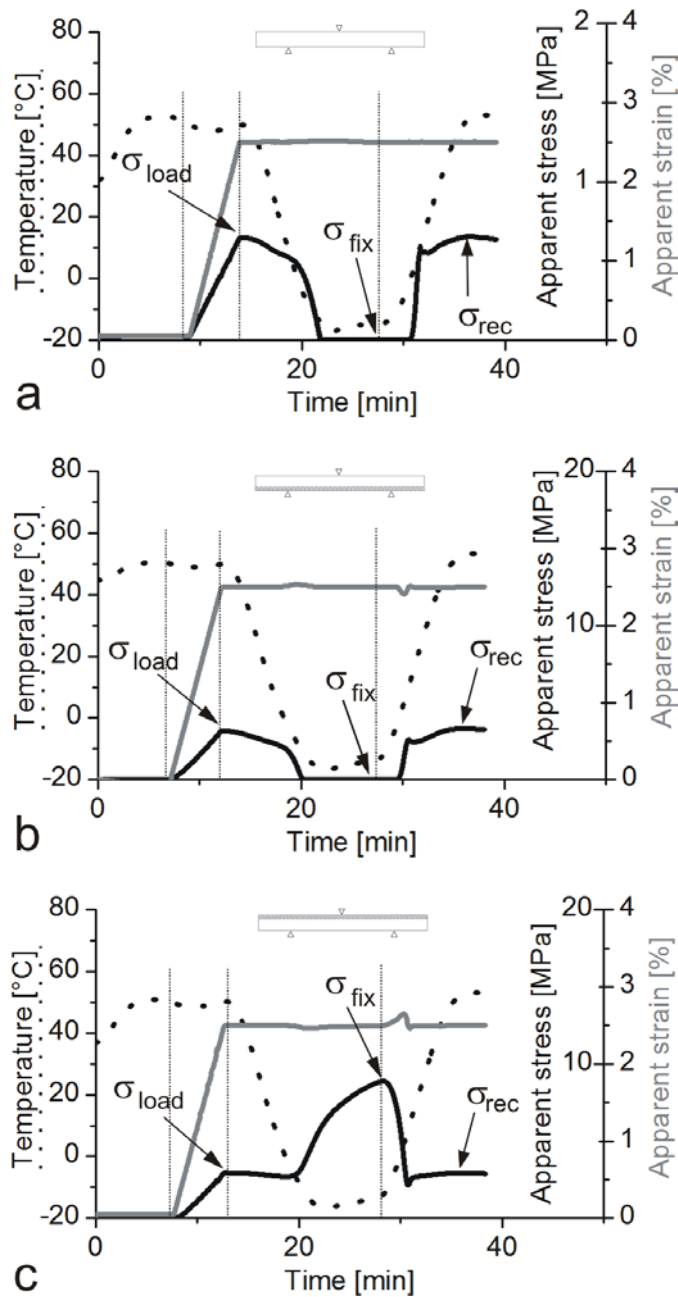 80
60
40
20
0
-20
Temperature [°C]
σload
σfix
σrec
2
1
0
Apparent stress [MPa]
4
3
2
1
0
Apparent strain [%]
0
20
40
Time [min]
a
80
60
40
20
0
-20
Temperature [°C]
σload
σfix
σrec
20
10
0
Apparent stress [MPa]
4
3
2
1
0
Apparent strain [%]
0
20
40
Time [min]
b
80
60
40
20
0
-20
Temperature [°C]
σload
σfix
σrec
20
10
0
Apparent stress [MPa]
4
3
2
1
0
Apparent strain [%]
0
20
40
Time [min]
c